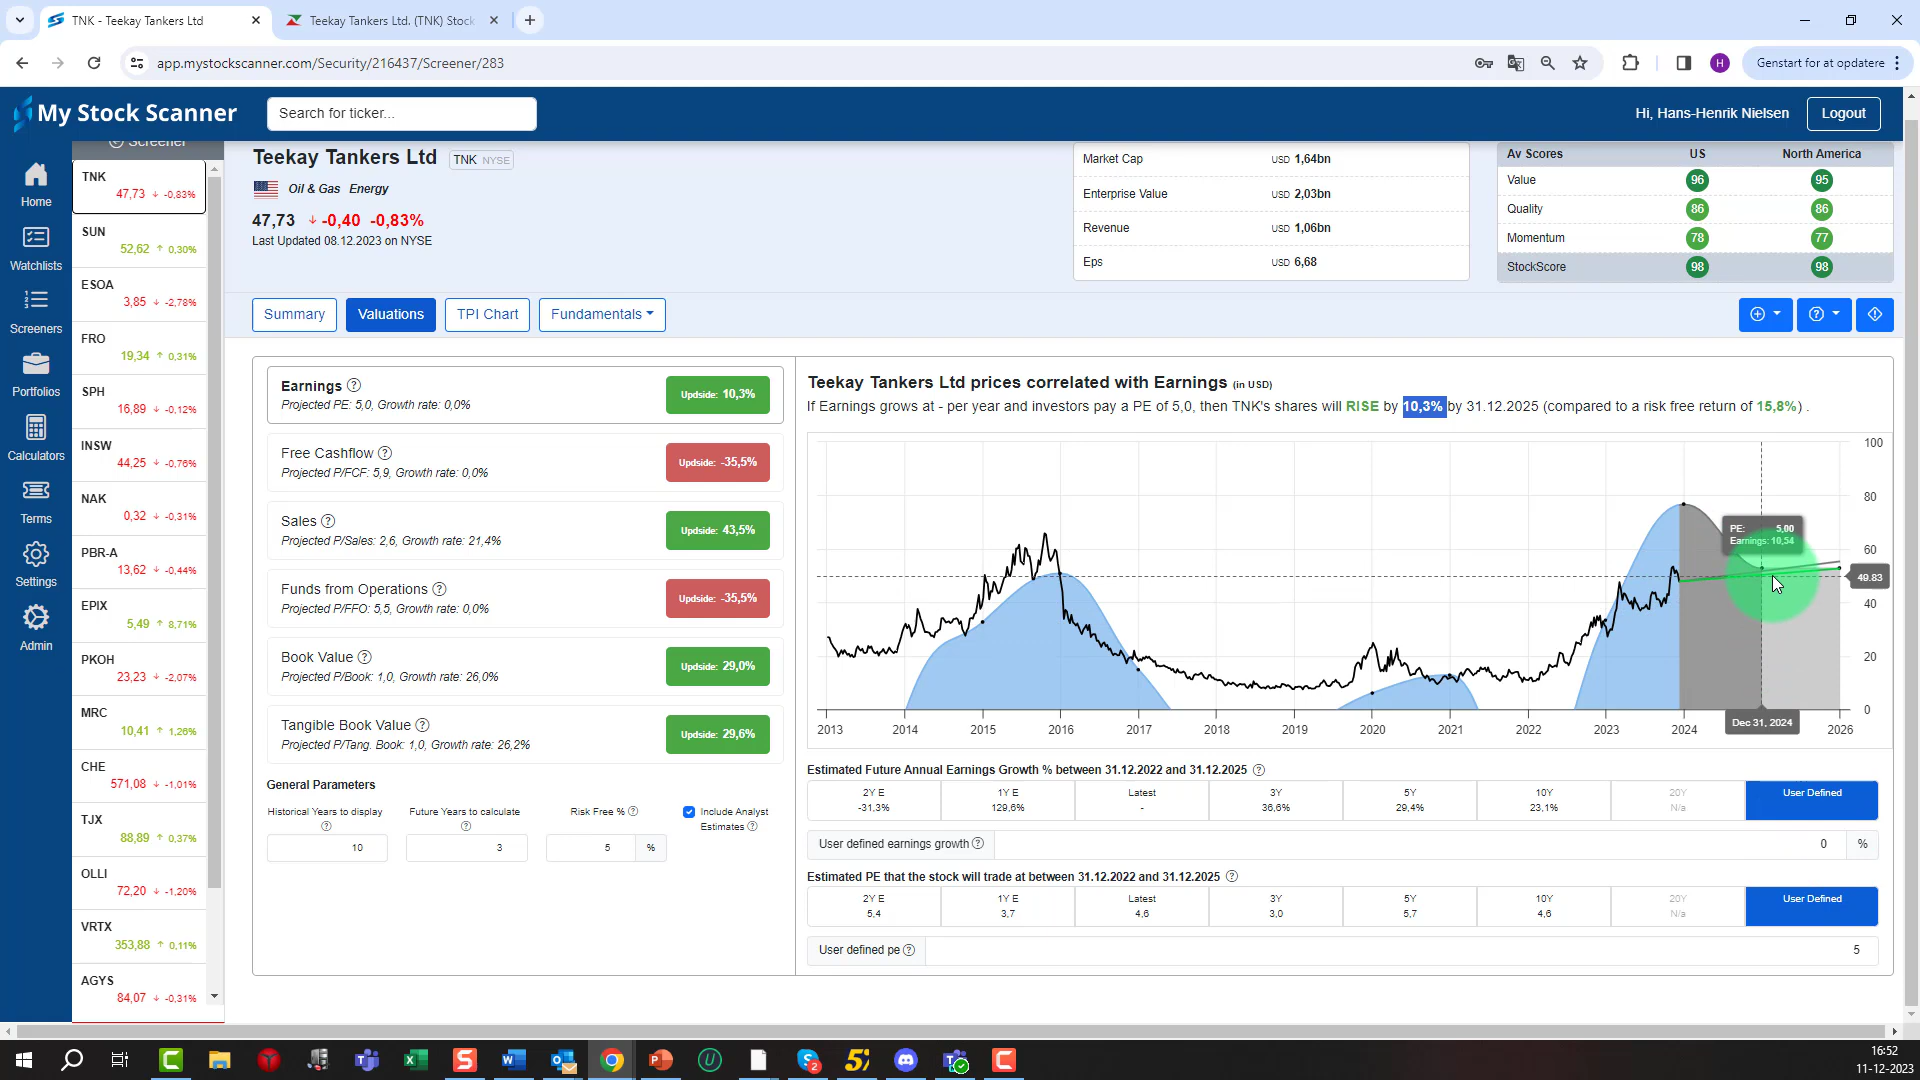 TNK - Teekay Tankers Ltd
Teekay Tankers Ltd. (TNK) Stock
app.mystockscanner.com/Security/216437/Screener/283
Genstart for at opdatere
My Stock Scanner
Search for ticker...
Hi, Hans-Henrik Nielsen
Logout
Home
Watchlists
Screeners
Portfolios
Calculators
Terms
Settings
Admin
Screener
TNK
47,73 -0,83%
SUN
52,62 0,30%
ESOA
3,85 -2,78%
FRO
19,34 0,31%
SPH
16,89 -0,12%
INSW
44,25 -0,76%
NAK
0,32 -0,31%
PBR-A
13,62 -0,44%
EPIX
5,49 8,71%
PKOH
23,23 -2,07%
MRC
10,41 1,26%
CHE
571,08 -1,01%
TJX
88,89 0,37%
OLLI
72,20 -1,20%
VRTX
353,88 0,11%
AGYS
84,07 -0,31%
Teekay Tankers Ltd TNK NYSE
Oil & Gas Energy
47,73 -0,40 -0,83%
Last Updated 08.12.2023 on NYSE
Market Cap USD 1,64bn
Enterprise Value USD 2,03bn
Revenue USD 1,06bn
Eps USD 6,68
Av Scores US North America
Value 96 95
Quality 86 86
Momentum 78 77
StockScore 98 98
Summary Valuations TPI Chart Fundamentals
Earnings
Projected PE: 5,0, Growth rate: 0,0%
Upside: 10,3%
Free Cashflow
Projected P/FCF: 5,9, Growth rate: 0,0%
Upside: -35,5%
Sales
Projected P/Sales: 2,6, Growth rate: 21,4%
Upside: 43,5%
Funds from Operations
Projected P/FFO: 5,5, Growth rate: 0,0%
Upside: -35,5%
Book Value
Projected P/Book: 1,0, Growth rate: 26,0%
Upside: 29,0%
Tangible Book Value
Projected P/Tang. Book: 1,0, Growth rate: 26,2%
Upside: 29,6%
General Parameters
Historical Years to display
10
Future Years to calculate
3
Risk Free %
5 %
Include Analyst
Estimates
Teekay Tankers Ltd prices correlated with Earnings (in USD)
If Earnings grows at - per year and investors pay a PE of 5,0, then TNK's shares will RISE by 10,3% by 31.12.2025 (compared to a risk free return of 15,8%) .
100
80
60
40
20
0
PE: 5,00
Earnings: 10,54
49.83
Dec 31, 2024
2013 2014 2015 2016 2017 2018 2019 2020 2021 2022 2023 2024 2026
Estimated Future Annual Earnings Growth % between 31.12.2022 and 31.12.2025
2Y E 1Y E Latest 3Y 5Y 10Y 20Y User Defined
-31,3% 129,6% - 36,6% 29,4% 23,1% N/a
User defined earnings growth 0 %
Estimated PE that the stock will trade at between 31.12.2022 and 31.12.2025
2Y E 1Y E Latest 3Y 5Y 10Y 20Y User Defined
5,4 3,7 4,6 3,0 5,7 4,6 N/a
User defined pe 5
16:52
11-12-2023